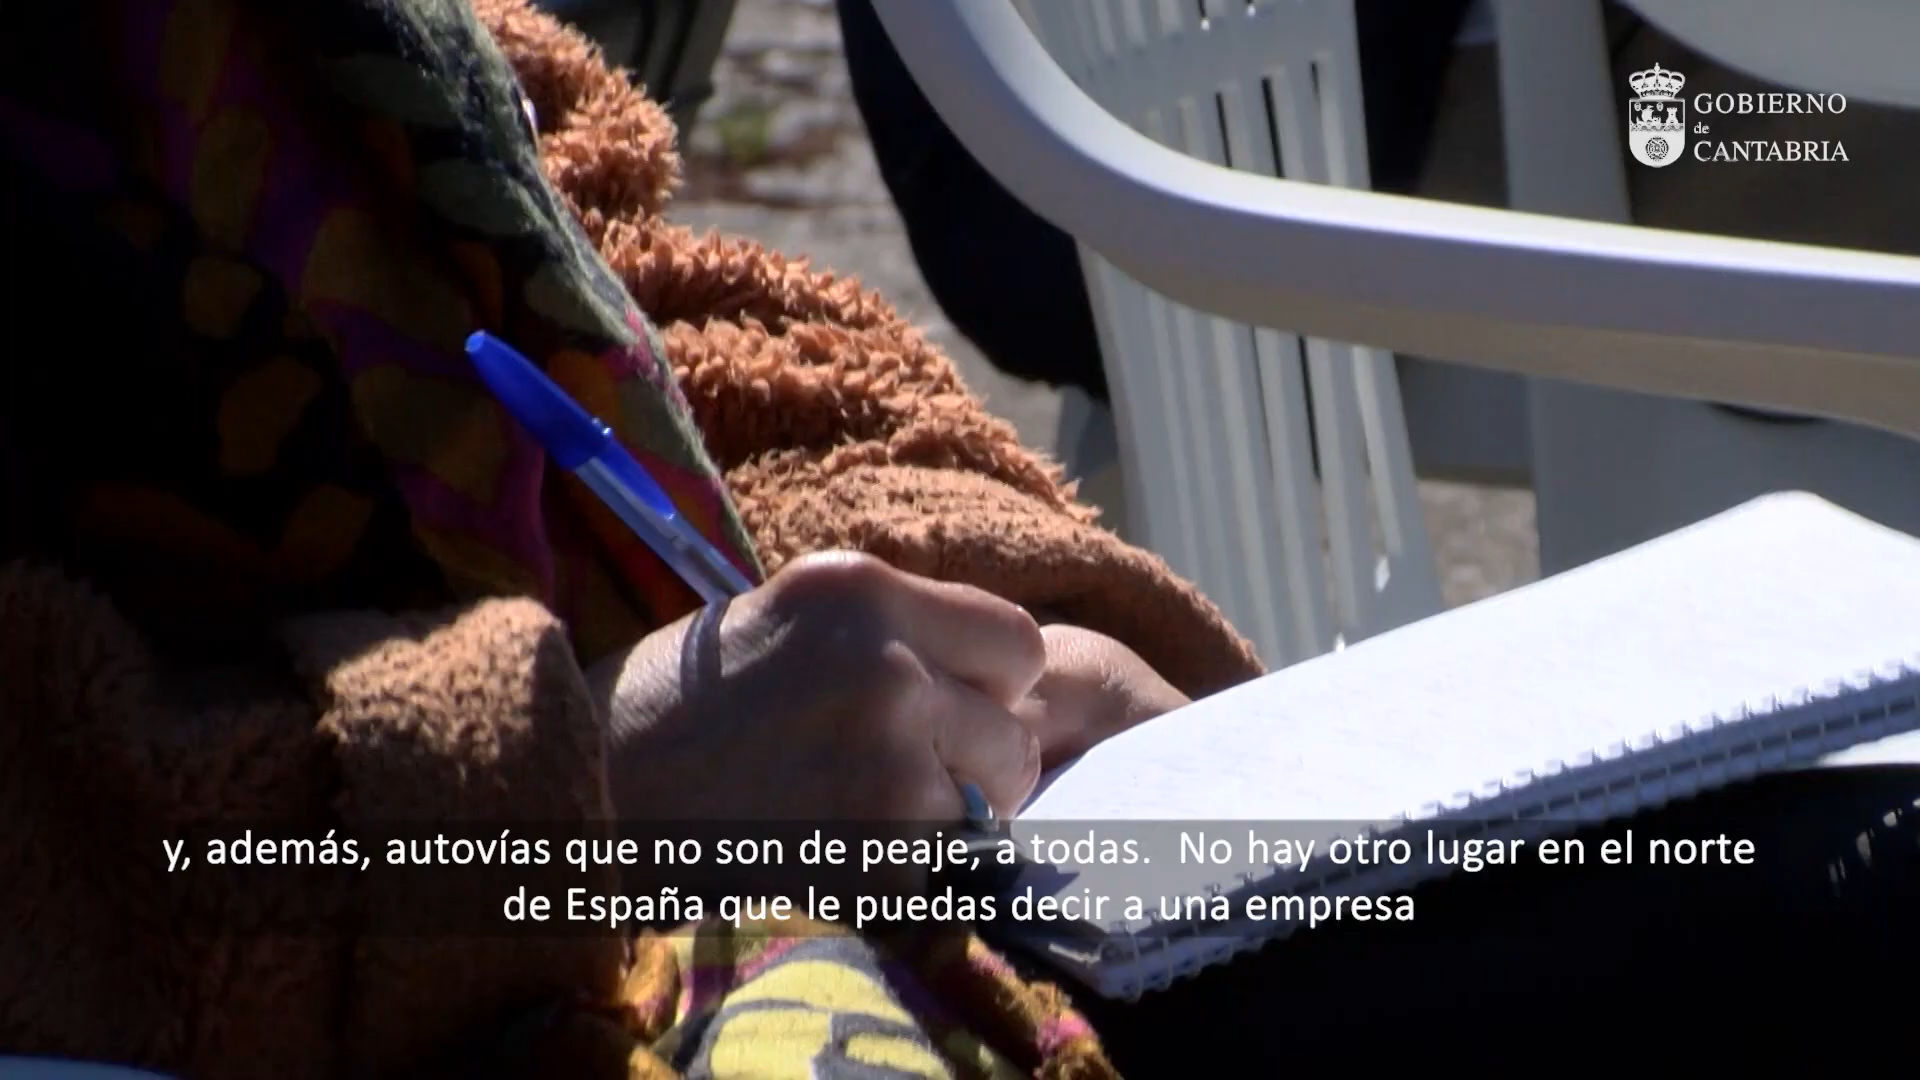 GOBIERNO
de
CANTABRIA
y, además, autovías que no son de peaje, a todas.  No hay otro lugar en el norte
de España que le puedas decir a una empresa